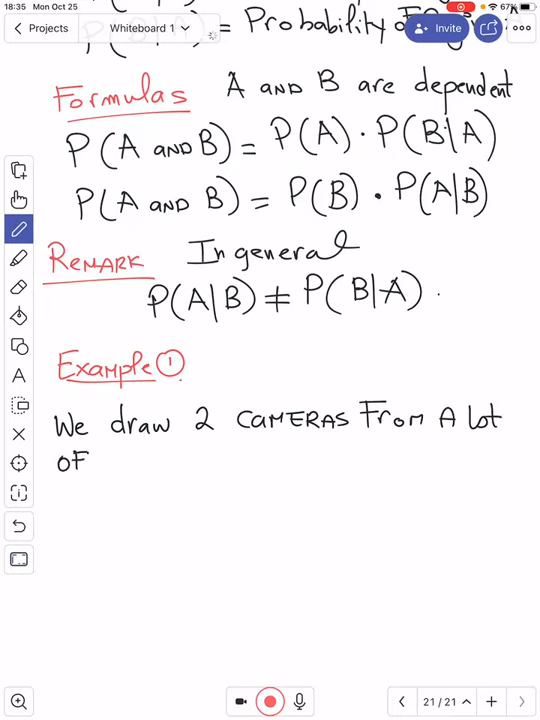 18:35 Mon Oct 25
67%
Projects
Whiteboard 1
Invite
= Probability of
Formulas A AND B are dependent
P(A AND B) = P(A) · P(B|A)
P(A AND B) = P(B) · P(A|B)
REMARK In general
P(A|B) ≠ P(B|A).
Example ①
We draw 2 CAMERAS FROM A lot
OF
A
21/21